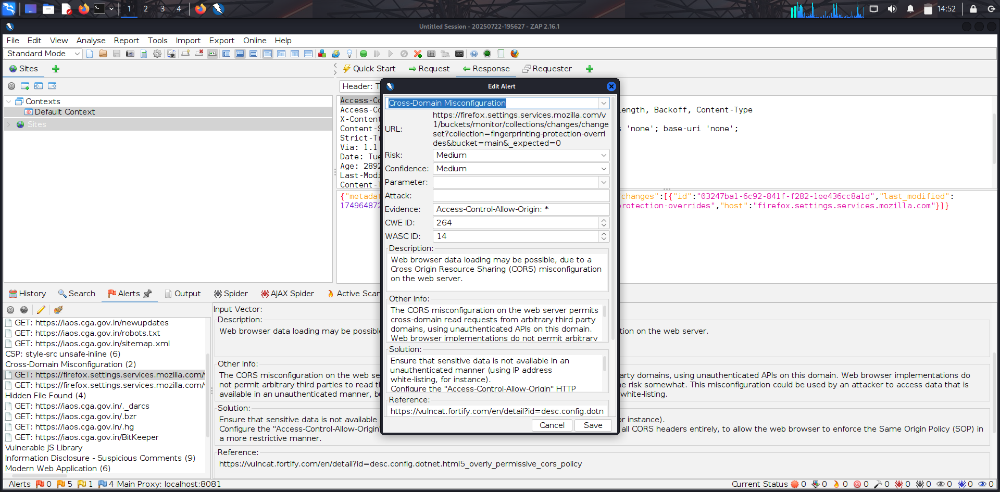 1 2 3 4
14:52
Untitled Session - 20250722-195627 - ZAP 2.16.1
File Edit View Analyse Report Tools Import Export Online Help
Standard Mode
Sites
Quick Start Request Response Requester
Header: T
Contexts
Default Context
Sites
Access-Co
Access-Co
ength, Backoff, Content-Type
X-Content
Content-S
s 'none'; base-uri 'none';
Strict-Tr
Via: 1.1
Date: Tue
Age: 2892
Last-Modi
Content-T
{"metadat
"changes":[{"id":"03247ba1-6c92-841f-f282-1ee436cc8a1d","last_modified":
174964872
protection-overrides","host":"firefox.settings.services.mozilla.com"}]}
Edit Alert
Cross-Domain Misconfiguration
URL:
https://firefox.settings.services.mozilla.com/v
1/buckets/monitor/collections/changes/change
set?collection=fingerprinting-protection-overri
des&bucket=main&_expected=0
Risk: Medium
Confidence: Medium
Parameter:
Attack:
Evidence: Access-Control-Allow-Origin: *
CWE ID: 264
WASC ID: 14
Description:
Web browser data loading may be possible, due to a
Cross Origin Resource Sharing (CORS) misconfiguration
on the web server.
Other Info:
The CORS misconfiguration on the web server permits
cross-domain read requests from arbitrary third party
domains, using unauthenticated APIs on this domain.
Web browser implementations do not permit arbitrary
Solution:
Ensure that sensitive data is not available in an
unauthenticated manner (using IP address
white-listing, for instance).
Configure the "Access-Control-Allow-Origin" HTTP
Reference:
https://vulncat.fortify.com/en/detail?id=desc.config.dotn
Cancel Save
History Search Alerts Output Spider AJAX Spider Active Scan
GET: https://iaos.cga.gov.in/newupdates
GET: https://iaos.cga.gov.in/robots.txt
GET: https://iaos.cga.gov.in/sitemap.xml
CSP: style-src unsafe-inline (6)
Cross-Domain Misconfiguration (2)
GET: https://firefox.settings.services.mozilla.com/v
GET: https://firefox.settings.services.mozilla.com/v
Hidden File Found (4)
GET: https://iaos.cga.gov.in/._darcs
GET: https://iaos.cga.gov.in/.bzr
GET: https://iaos.cga.gov.in/.hg
GET: https://iaos.cga.gov.in/BitKeeper
Vulnerable JS Library
Information Disclosure - Suspicious Comments (9)
Modern Web Application (6)
Input Vector:
Description:
Web browser data loading may be possible
tion on the web server.
Other Info:
The CORS misconfiguration on the web se
rty domains, using unauthenticated APIs on this domain. Web browser implementations do
not permit arbitrary third parties to read th
e risk somewhat. This misconfiguration could be used by an attacker to access data that is
available in an unauthenticated manner, bu
white-listing.
Solution:
Ensure that sensitive data is not available
or instance).
Configure the "Access-Control-Allow-Origin"
all CORS headers entirely, to allow the web browser to enforce the Same Origin Policy (SOP) in
a more restrictive manner.
Reference:
https://vulncat.fortify.com/en/detail?id=desc.config.dotnet.html5_overly_permissive_cors_policy
Alerts 0 5 1 4 Main Proxy: localhost:8081
Current Status 0 0 0 0 0 0 0 0 0 0